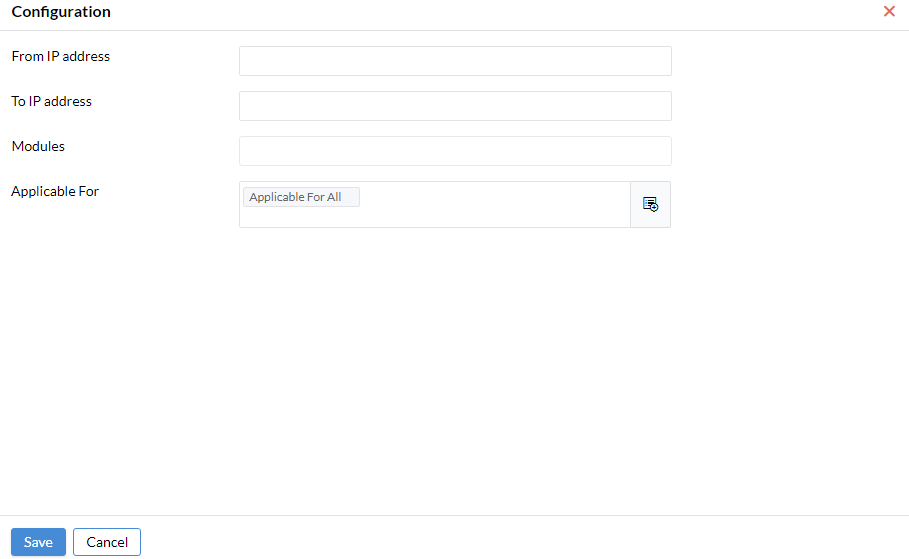 Configuration
From IP address
To IP address
Modules
Applicable For
Applicable For All
Save
Cancel